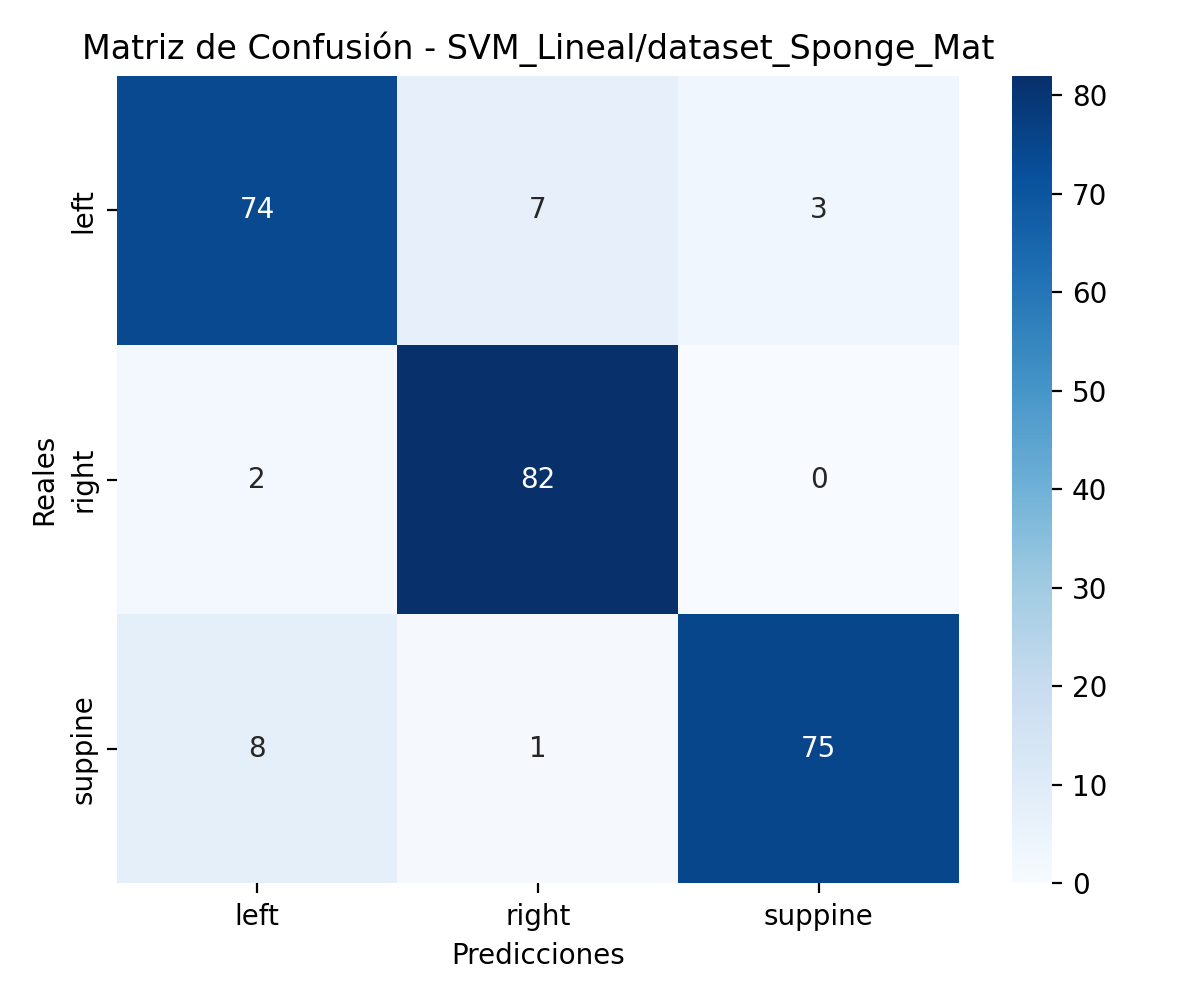 Matriz de Confusión - SVM_Lineal/dataset_Sponge_Mat
80
70
60
50
40
30
20
10
0
Reales
left
74
7
3
right
2
82
0
suppine
8
1
75
left
right
suppine
Predicciones